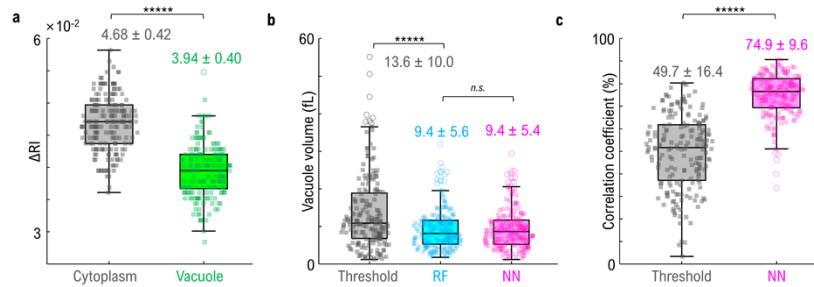 a
×10⁻²
*****
6
4.68 ± 0.42
3.94 ± 0.40
ΔRI
3
Cytoplasm
Vacuole
b
*****
60
13.6 ± 10.0
n.s.
9.4 ± 5.6
9.4 ± 5.4
Vacuole volume (fL)
0
Threshold
RF
NN
c
*****
100
74.9 ± 9.6
49.7 ± 16.4
Correlation coefficient (%)
0
Threshold
NN